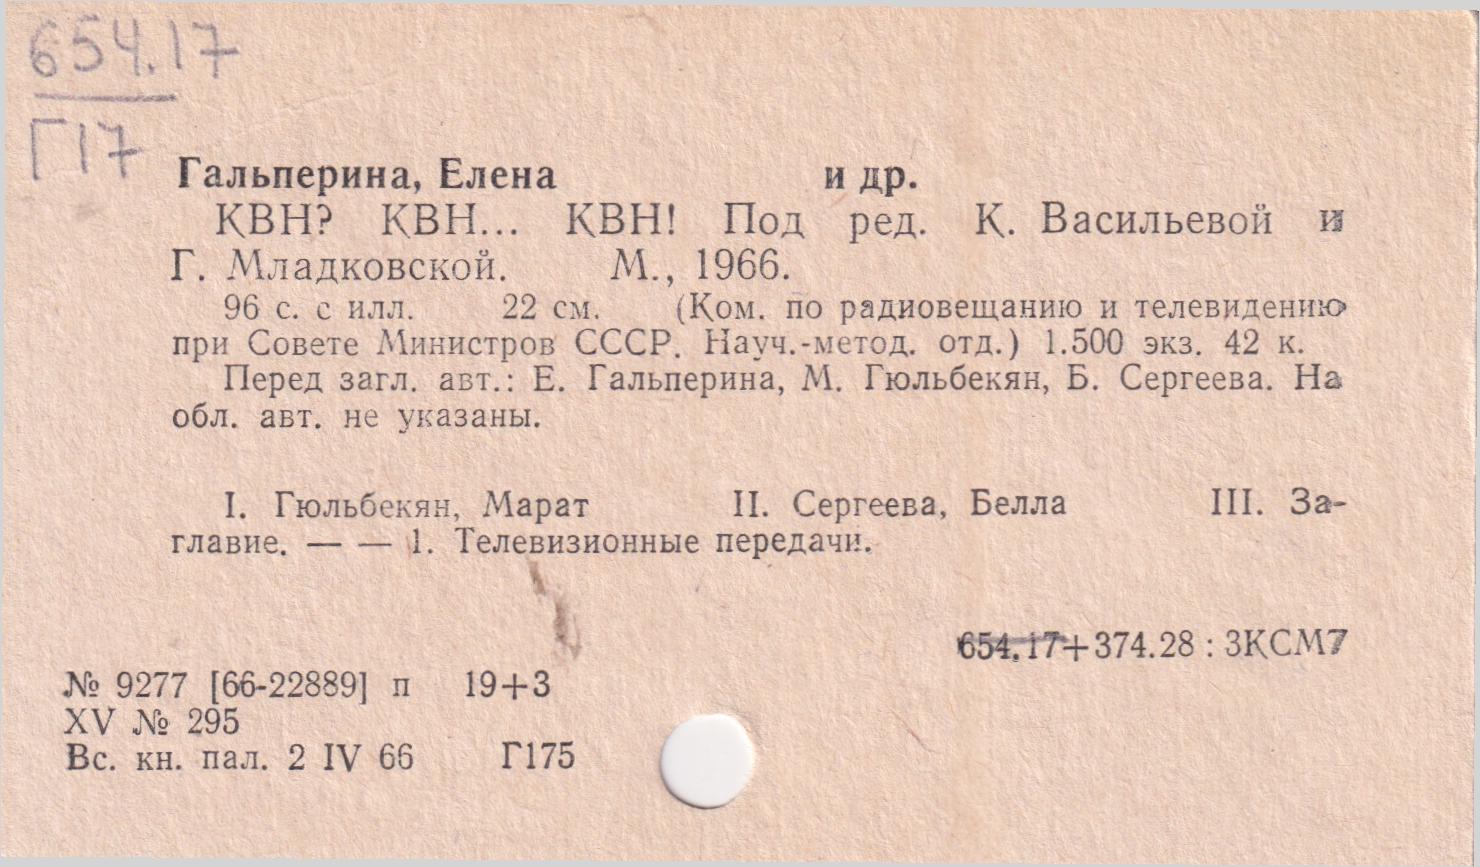 654.17
Г17
Гальперина, Елена и др.
КВН? КВН... КВН! Под ред. К. Васильевой и
Г. Младковской. М., 1966.
96 с. с илл. 22 см. (Ком. по радиовещанию и телевидению
при Совете Министров СССР. Науч.-метод. отд.) 1.500 экз. 42 к.
Перед загл. авт.: Е. Гальперина, М. Гюльбекян, Б. Сергеева. На
обл. авт. не указаны.
I. Гюльбекян, Марат II. Сергеева, Белла III. За-
главие. — — 1. Телевизионные передачи.
654.17+374.28 : 3КСМ7
№ 9277 [66-22889] п 19+3
XV № 295
Вс. кн. пал. 2 IV 66 Г175